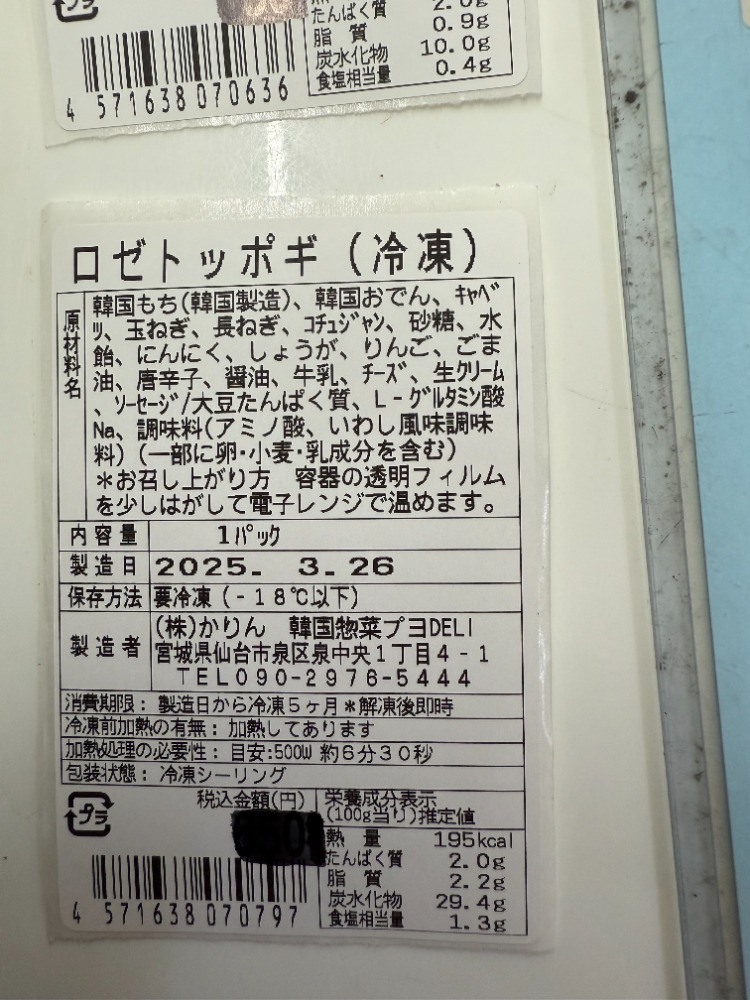 たんぱく質 0.9g
脂質 10.0g
炭水化物
食塩相当量 0.4g
4 571638 070636
ロゼトッポギ（冷凍）
原材料名
韓国もち(韓国製造)、韓国おでん、ｷｬﾍﾞ
ﾂ、玉ねぎ、長ねぎ、ｺﾁｭｼﾞｬﾝ、砂糖、水
飴、にんにく、しょうが、りんご、ごま
油、唐辛子、醤油、牛乳、ﾁｰｽﾞ、生クリーム
、ｿｰｾｰｼﾞ/大豆たんぱく質、L-ｸﾞﾙﾀﾐﾝ酸
Na、調味料(アミノ酸、いわし風味調味
料)(一部に卵・小麦・乳成分を含む)
＊お召し上がり方 容器の透明フィルム
を少しはがして電子レンジで温めます。
内容量 1ﾊﾟｯｸ
製造日 2025. 3.26
保存方法 要冷凍(-18℃以下)
製造者
(株)かりん 韓国惣菜プヨDELI
宮城県仙台市泉区泉中央1丁目4-1
TEL090-2976-5444
消費期限：製造日から冷凍5ヶ月＊解凍後即時
冷凍前加熱の有無：加熱してあります
加熱処理の必要性：目安:500W 約6分30秒
包装状態：冷凍シーリング
プラ
税込金額(円)
栄養成分表示
(100g当り)推定値
熱量 195kcal
たんぱく質 2.0g
脂質 2.2g
炭水化物 29.4g
食塩相当量 1.3g
4 571638 070797